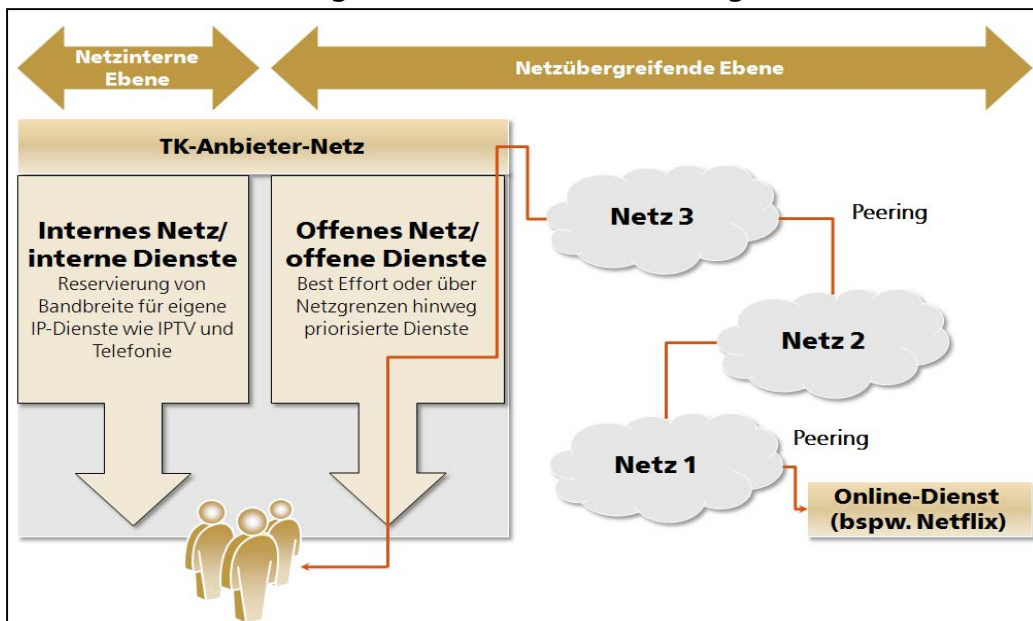 Netzinterne
Ebene
Netzübergreifende Ebene
TK-Anbieter-Netz
Internes Netz/
interne Dienste
Reservierung von
Bandbreite für eigene
IP-Dienste wie IPTV und
Telefonie
Offenes Netz/
offene Dienste
Best Effort oder über
Netzgrenzen hinweg
priorisierte Dienste
Netz 3
Peering
Netz 2
Netz 1
Peering
Online-Dienst
(bspw. Netflix)